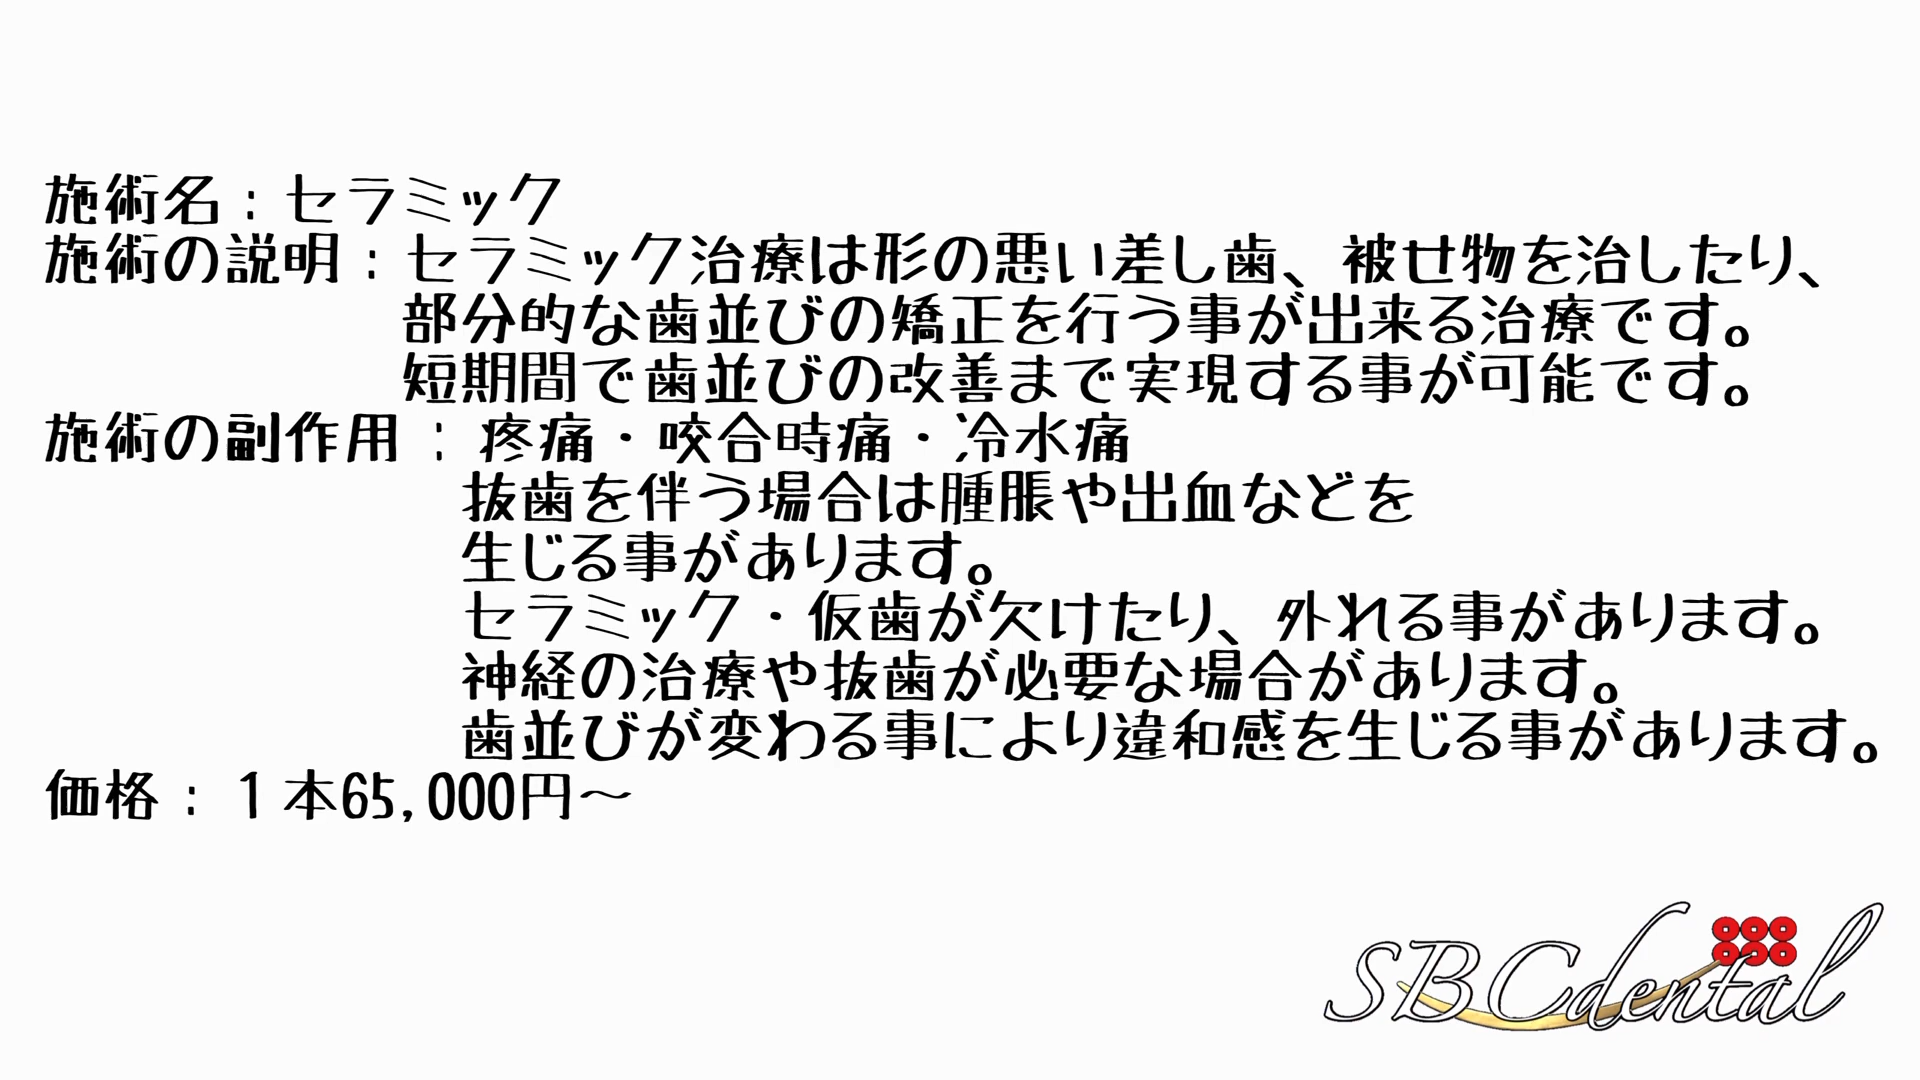 施術名：セラミック
施術の説明：セラミック治療は形の悪い差し歯、被せ物を治したり、
部分的な歯並びの矯正を行う事が出来る治療です。
短期間で歯並びの改善まで実現する事が可能です。
施術の副作用：疼痛・咬合時痛・冷水痛
抜歯を伴う場合は腫脹や出血などを
生じる事があります。
セラミック・仮歯が欠けたり、外れる事があります。
神経の治療や抜歯が必要な場合があります。
歯並びが変わる事により違和感を生じる事があります。
価格：１本65,000円～
SBCdental